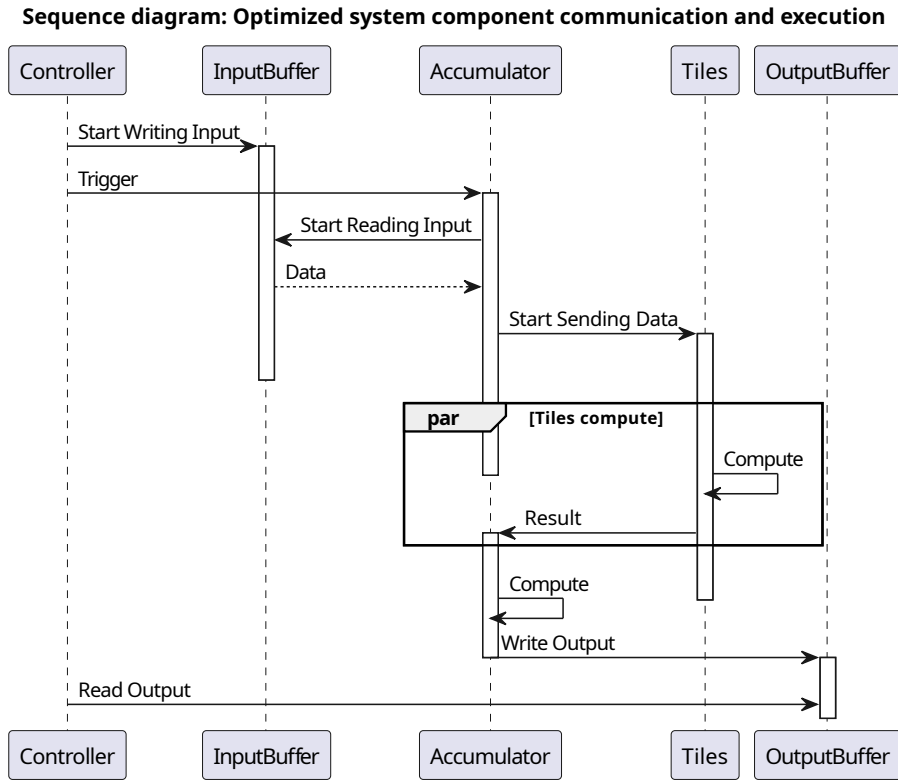 Sequence diagram: Optimized system component communication and execution
Controller InputBuffer Accumulator Tiles OutputBuffer
Start Writing Input
Trigger
Start Reading Input
Data
Start Sending Data
par [Tiles compute]
Compute
Result
Compute
Write Output
Read Output
Controller InputBuffer Accumulator Tiles OutputBuffer